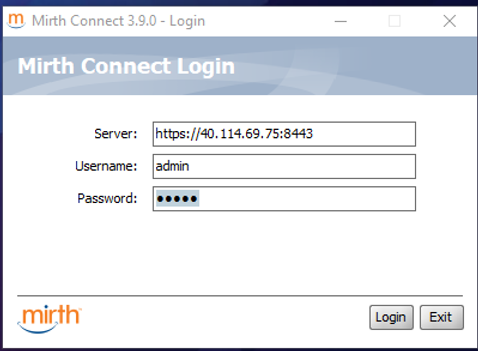 Mirth Connect 3.9.0 - Login
Mirth Connect Login
Server: https://40.114.69.75:8443
Username: admin
Password: •••••
mirth
Login Exit